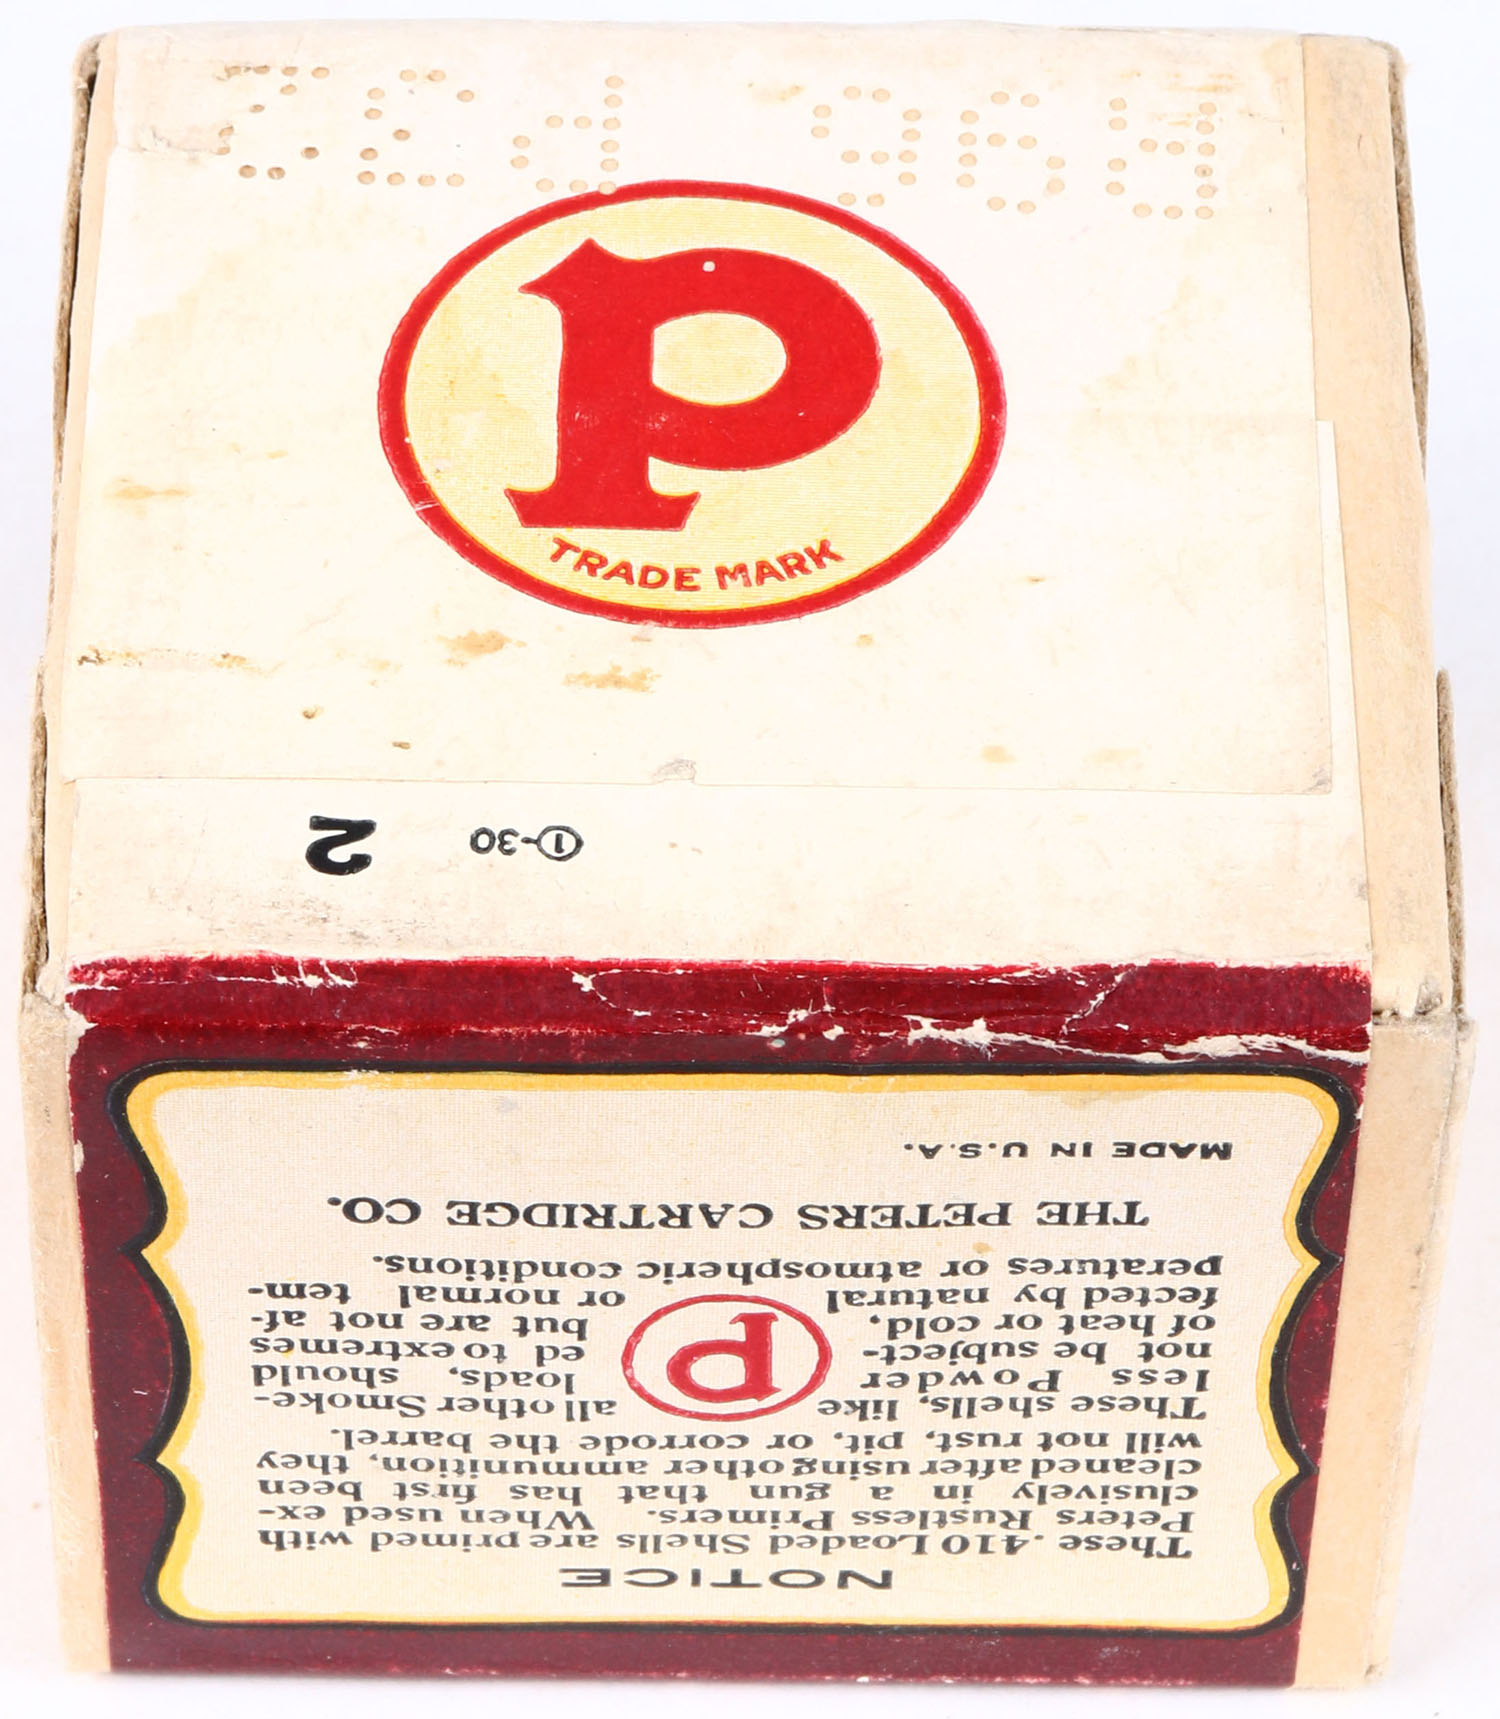 P
TRADE MARK
2
①-30
NOTICE
These .410 Loaded Shells are primed with
Peters Rustless Primers. When used ex-
clusively in a gun that has first been
cleaned after using other ammunition, they
will not rust, pit, or corrode the barrel.
These shells, like all other Smoke-
less Powder loads, should
not be subject- ed to extremes
of heat or cold, but are not af-
fected by natural or normal tem-
peratures or atmospheric conditions.
P
THE PETERS CARTRIDGE CO.
MADE IN U.S.A.